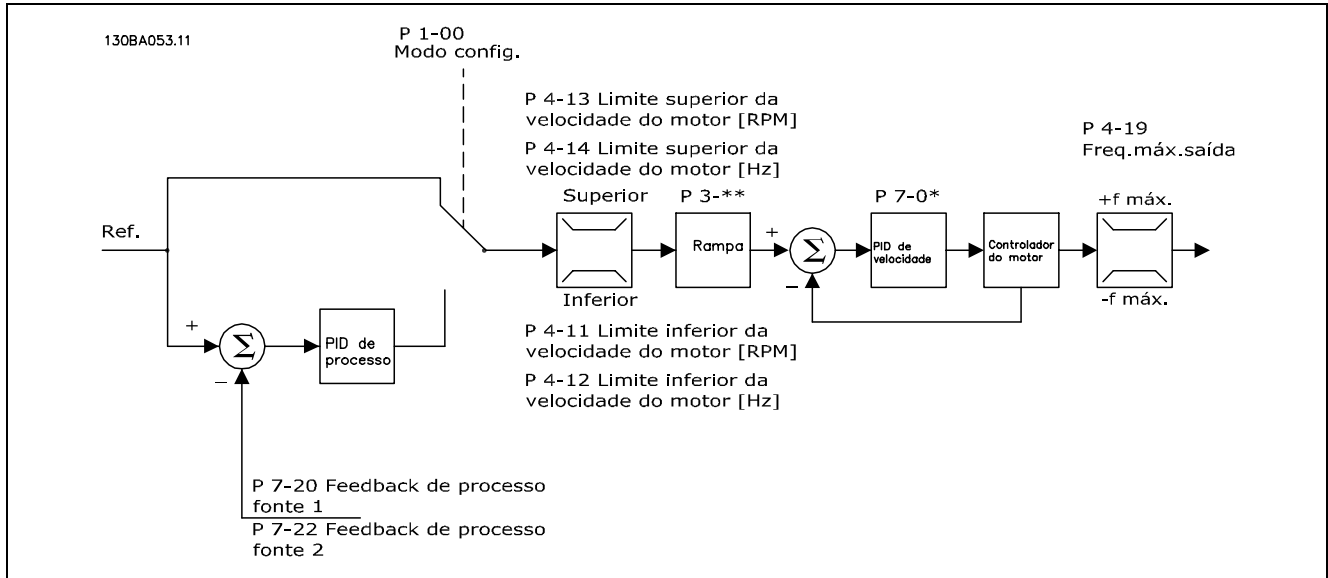 130BA053.11
P 1-00
Modo config.
P 4-13 Limite superior da
velocidade do motor [RPM]
P 4-14 Limite superior da
velocidade do motor [Hz]
P 4-19
Freq.máx.saída
Superior
P 3-**
P 7-0*
+f máx.
Ref.
Rampa
+
Σ
−
PID de
velocidade
Controlador
do motor
Inferior
-f máx.
+
Σ
−
PID de
processo
P 4-11 Limite inferior da
velocidade do motor [RPM]
P 4-12 Limite inferior da
velocidade do motor [Hz]
P 7-20 Feedback de processo
fonte 1
P 7-22 Feedback de processo
fonte 2